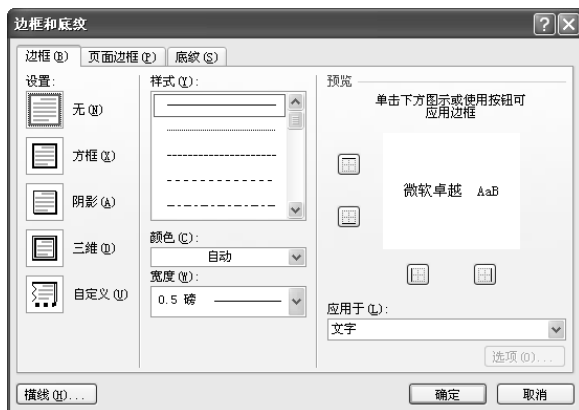 边框和底纹
边框(B)
页面边框(P)
底纹(S)
设置:
无(N)
方框(X)
阴影(A)
三维(D)
自定义(U)
样式(Y):
颜色(C):
自动
宽度(W):
0.5 磅
预览
单击下方图示或使用按钮可
应用边框
微软卓越 AaB
应用于(L):
文字
选项(O)...
横线(H)...
确定
取消